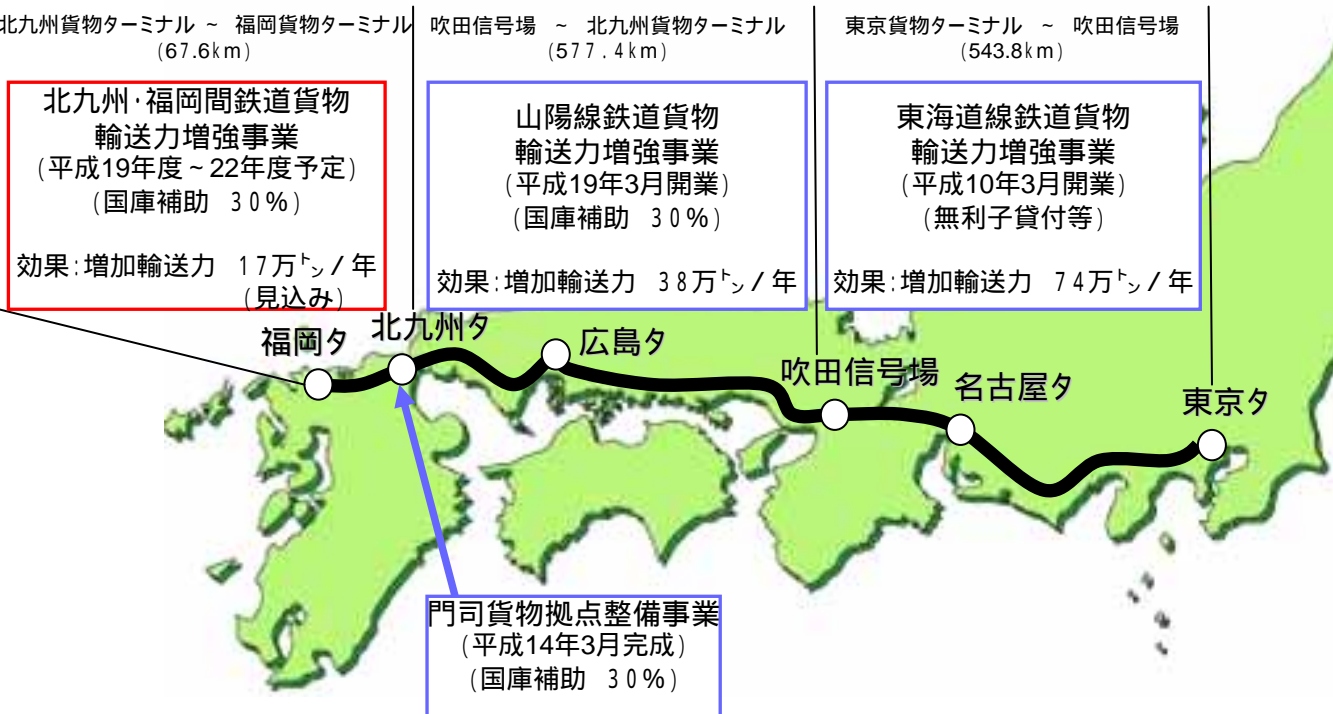 北九州貨物ターミナル ~ 福岡貨物ターミナル
(67.6km)
北九州・福岡間鉄道貨物
輸送力増強事業
(平成19年度~22年度予定)
(国庫補助 30%)
効果:増加輸送力 17万㌧/年
(見込み)
吹田信号場 ~ 北九州貨物ターミナル
(577.4km)
山陽線鉄道貨物
輸送力増強事業
(平成19年3月開業)
(国庫補助 30%)
効果:増加輸送力 38万㌧/年
東京貨物ターミナル ~ 吹田信号場
(543.8km)
東海道線鉄道貨物
輸送力増強事業
(平成10年3月開業)
(無利子貸付等)
効果:増加輸送力 74万㌧/年
福岡タ
北九州タ
広島タ
吹田信号場
名古屋タ
東京タ
門司貨物拠点整備事業
(平成14年3月完成)
(国庫補助 30%)